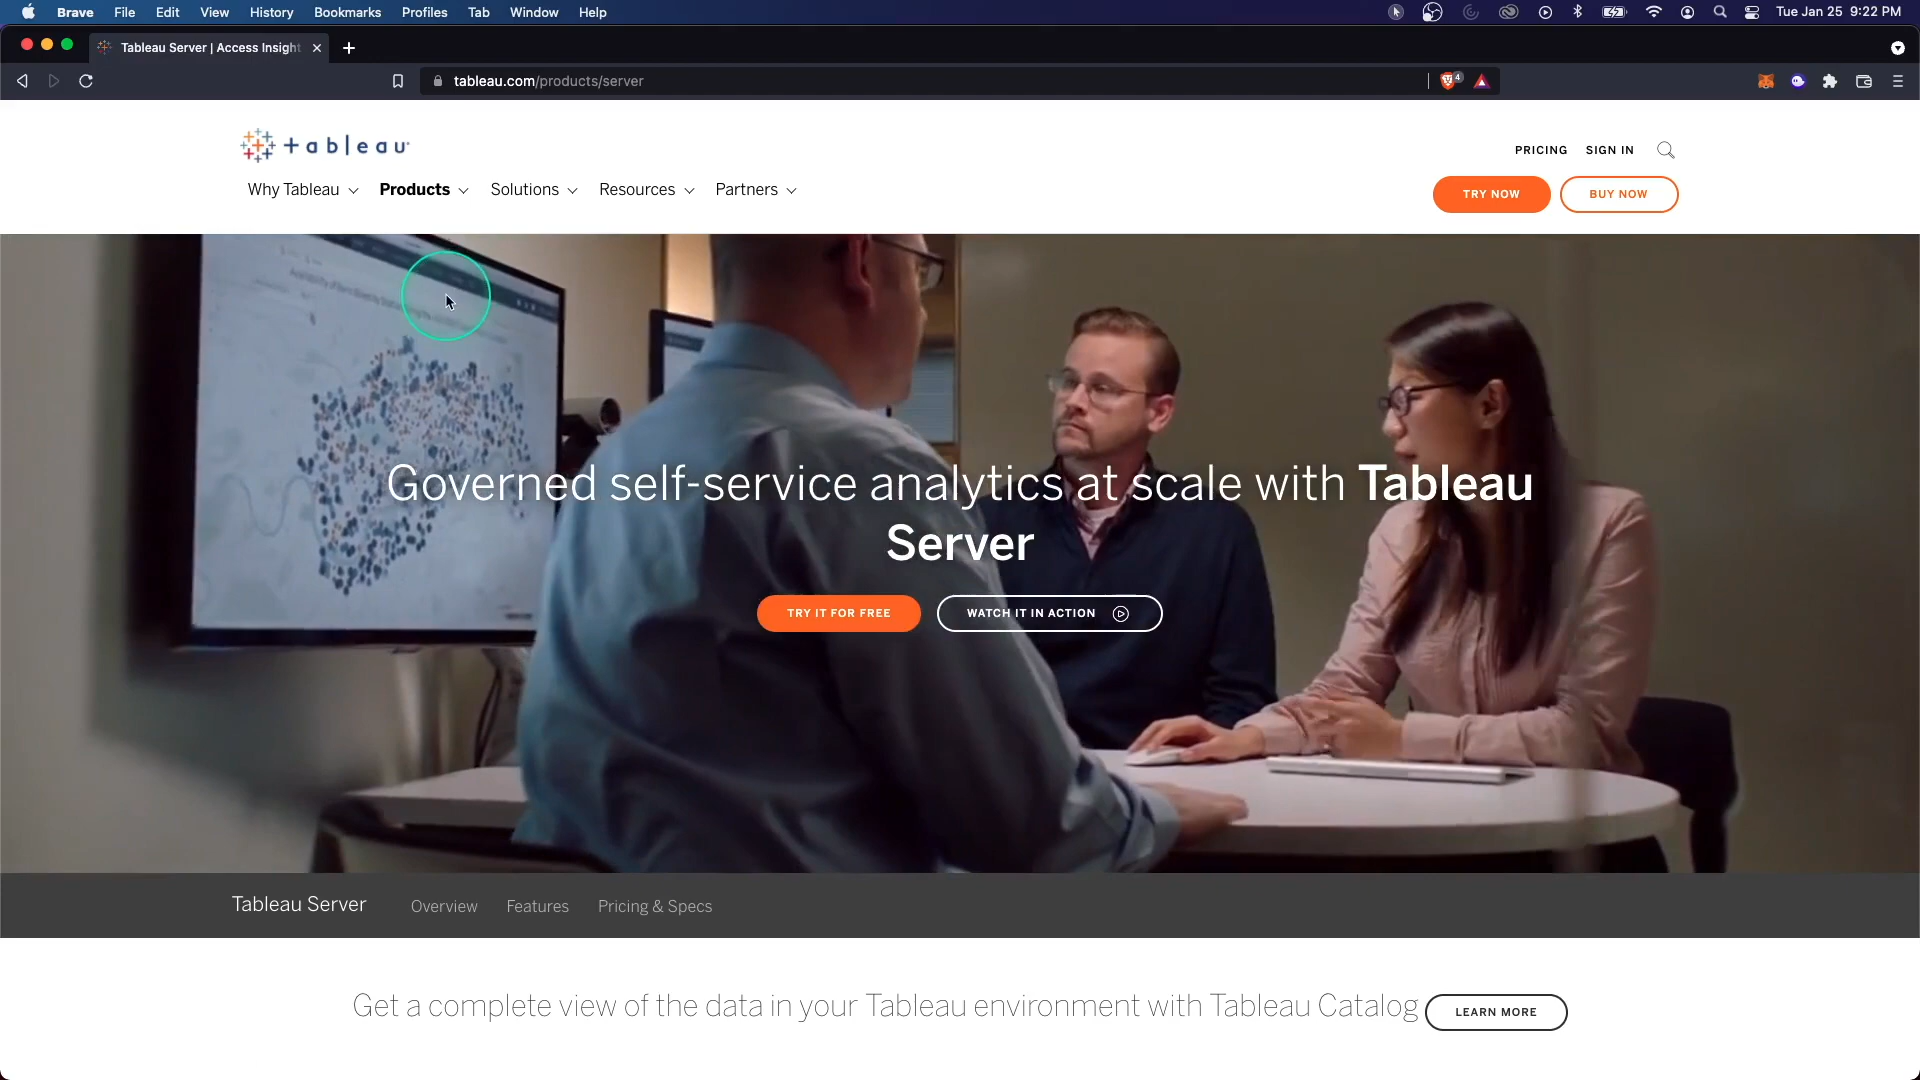 Brave File Edit View History Bookmarks Profiles Tab Window Help Tue Jan 25 9:22 PM
Tableau Server | Access Insight
tableau.com/products/server 4
+ableau
PRICING SIGN IN
Why Tableau Products Solutions Resources Partners
TRY NOW BUY NOW
Governed self-service analytics at scale with Tableau
Server
TRY IT FOR FREE WATCH IT IN ACTION
Tableau Server Overview Features Pricing & Specs
Get a complete view of the data in your Tableau environment with Tableau Catalog LEARN MORE